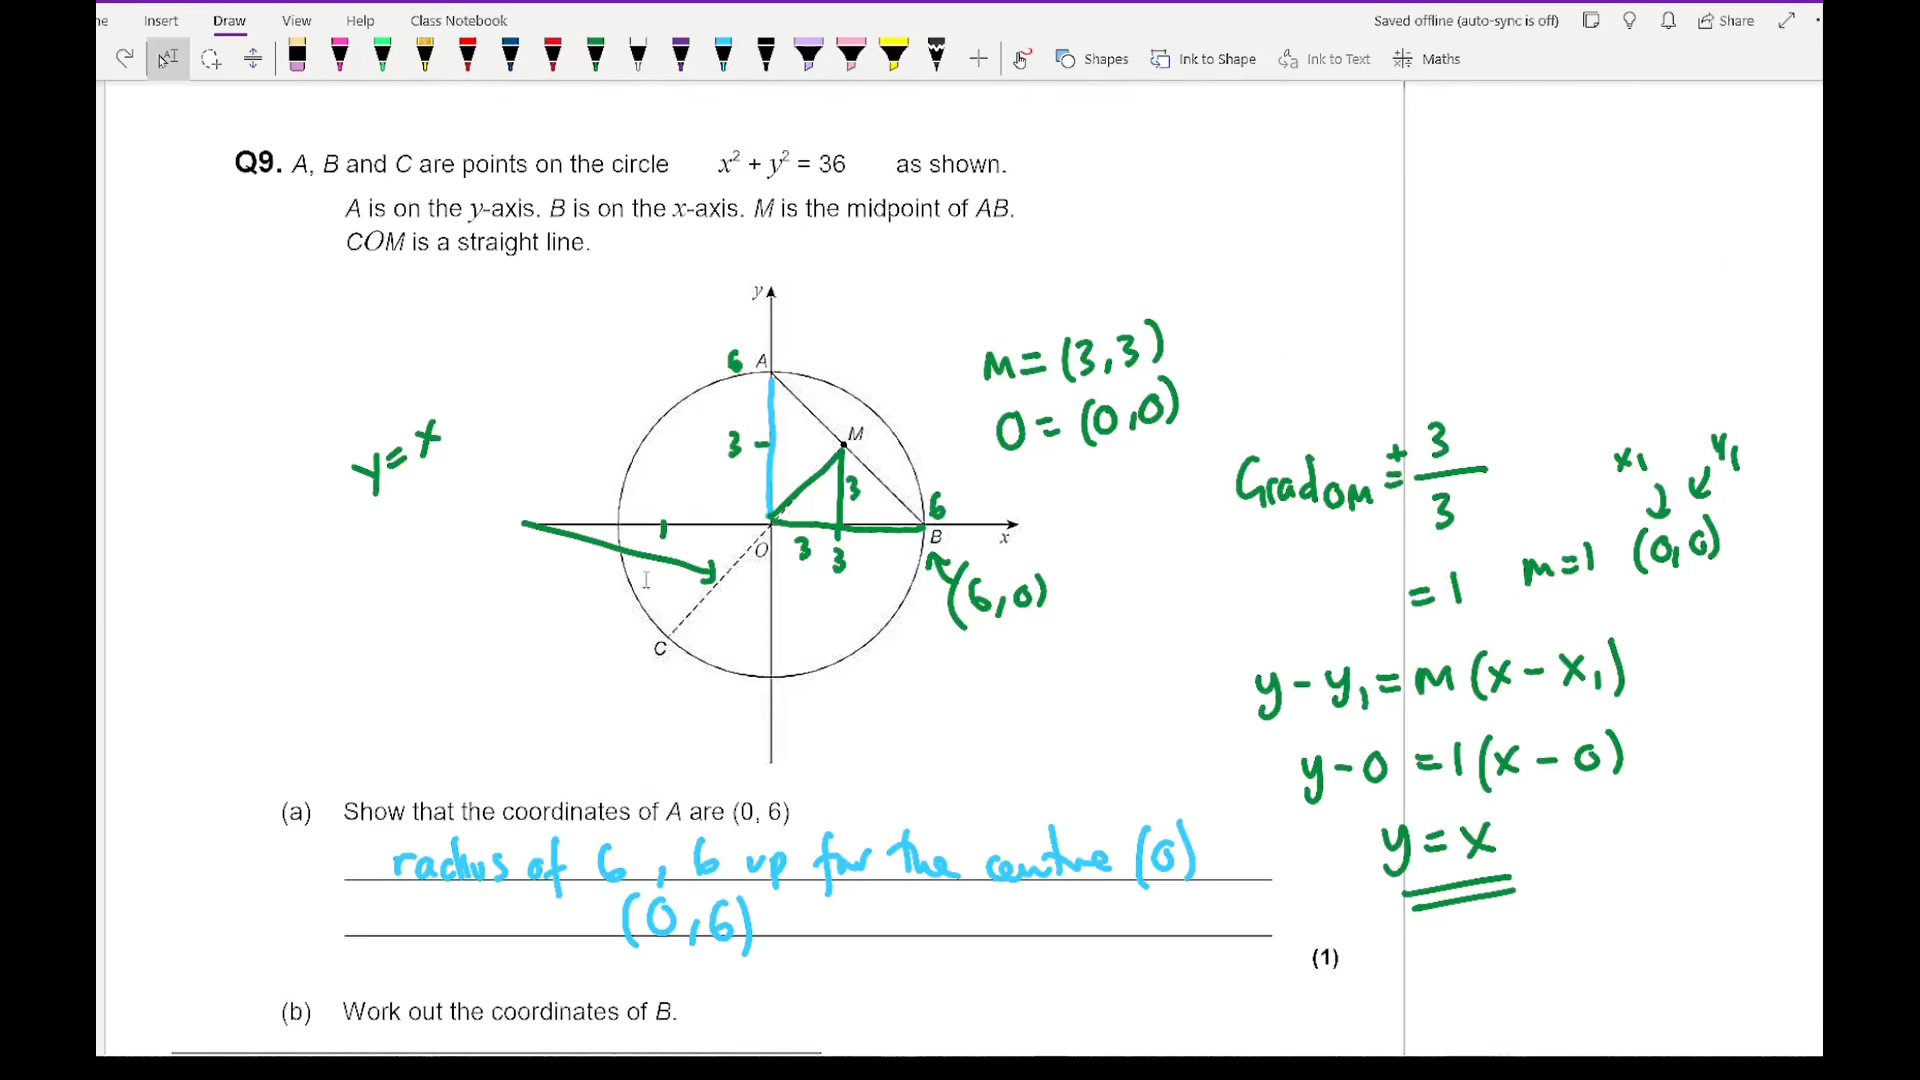 Insert Draw View Help Class Notebook Saved offline (auto-sync is off) Share
Shapes Ink to Shape Ink to Text Maths
Q9. A, B and C are points on the circle x² + y² = 36 as shown.
A is on the y-axis. B is on the x-axis. M is the midpoint of AB.
COM is a straight line.
y
6 A
M = (3,3)
O = (0,0)
y = x
3 M
3
6
O 3 3 B x
(6,0)
C
Grad OM = + 3/3
x₁ y₁
(0,0)
= 1 m=1
y - y₁ = m (x - x₁)
y - 0 = 1(x - 0)
y = x
(a) Show that the coordinates of A are (0, 6)
radius of 6, 6 up for the centre (0)
(0,6)
(1)
(b) Work out the coordinates of B.